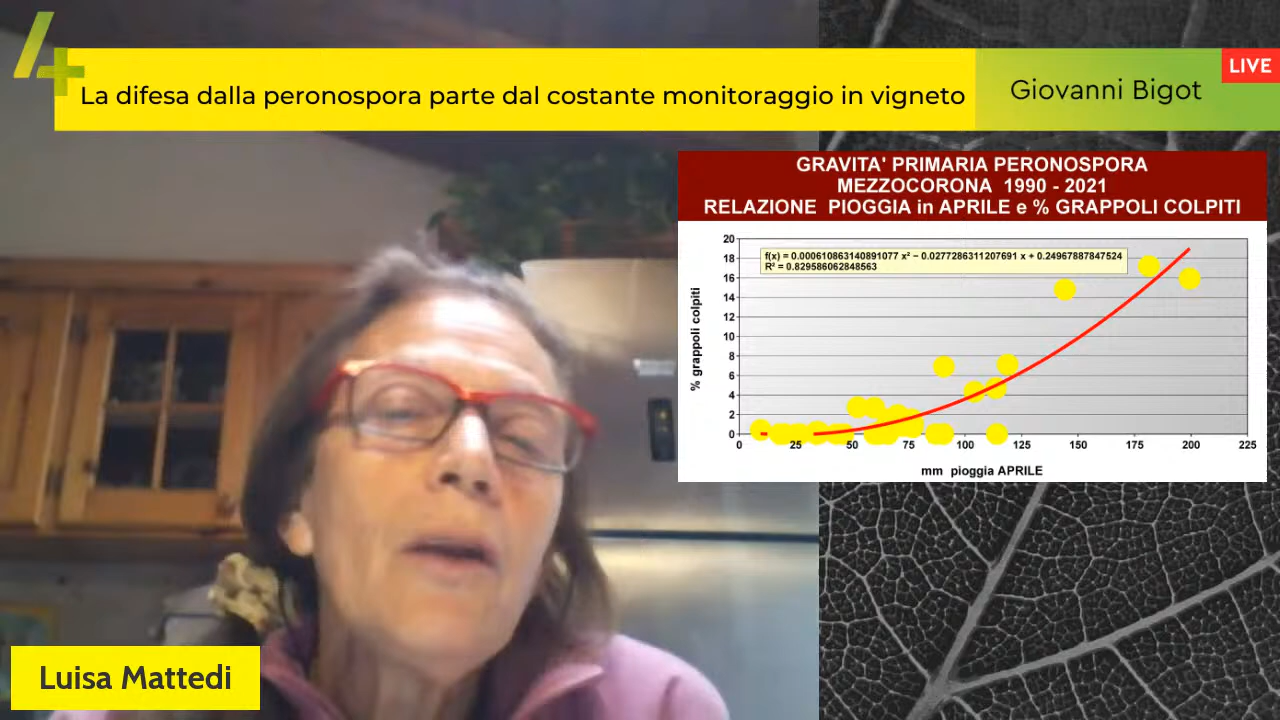 4+
La difesa dalla peronospora parte dal costante monitoraggio in vigneto
Giovanni Bigot
LIVE
GRAVITA' PRIMARIA PERONOSPORA
MEZZOCORONA 1990 - 2021
RELAZIONE PIOGGIA in APRILE e % GRAPPOLI COLPITI
f(x) = 0.000610863140891077 x² − 0.0277286311207691 x + 0.24967887847524
R² = 0.829586062848563
% grappoli colpiti
20
18
16
14
12
10
8
6
4
2
0
25 50 75 100 125 150 175 200 225
mm pioggia APRILE
Luisa Mattedi